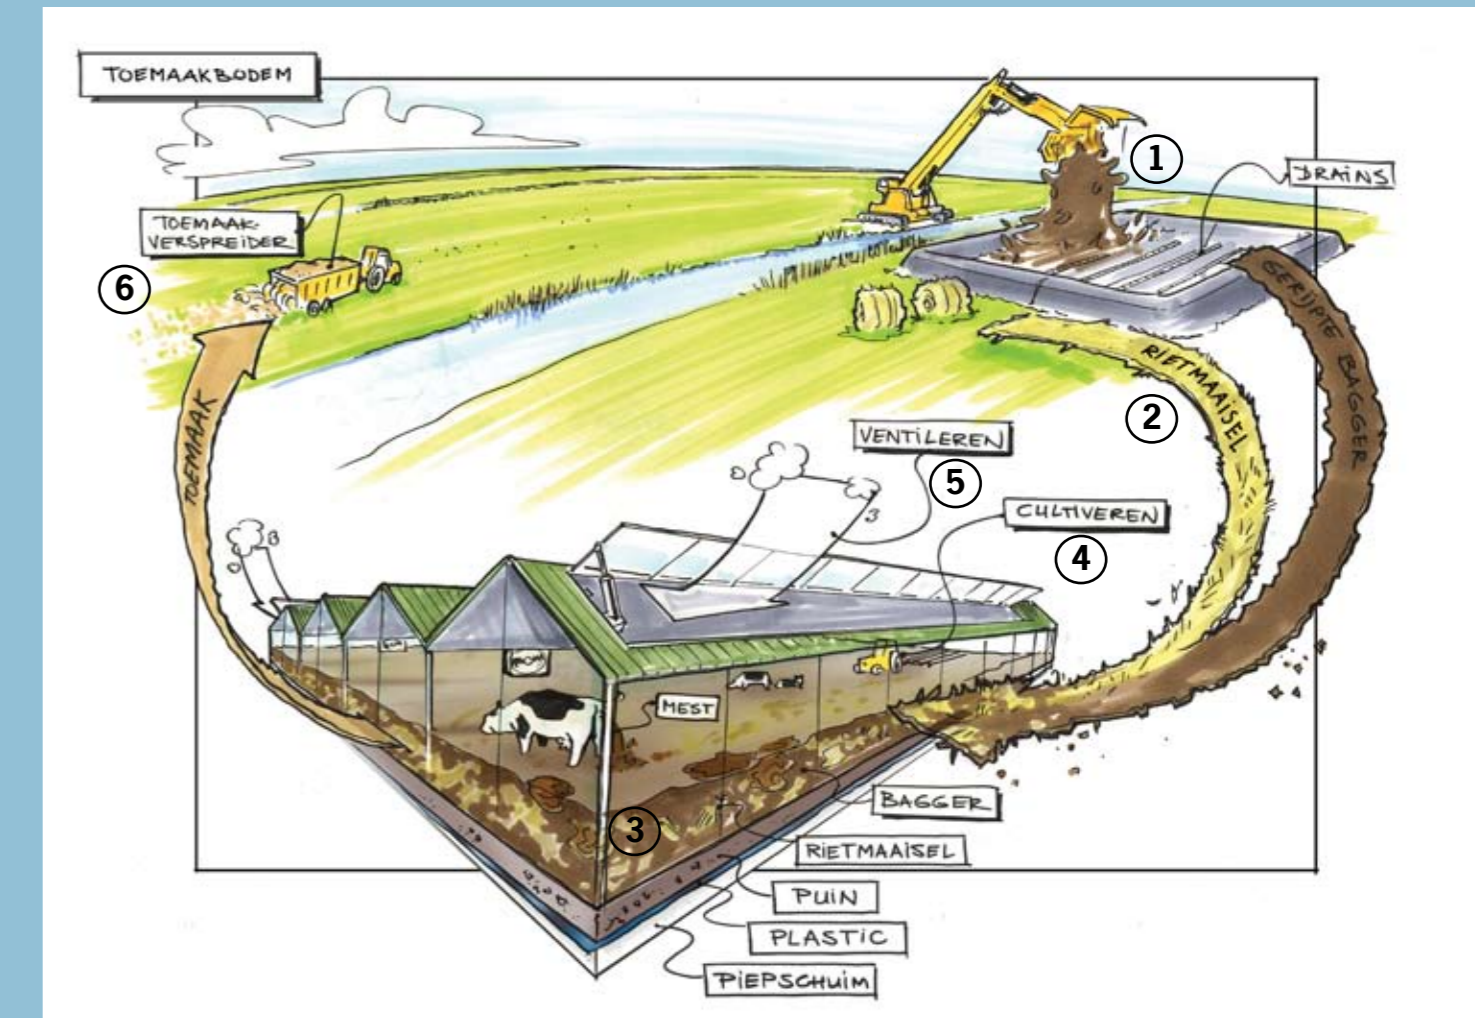 TOEMAAKBODEM
1
DRAINS
TOEMAAK-
VERSPREIDER
6
GERIJPTE BAGGER
RIETMAAISEL
2
TOEMAAK
VENTILEREN
5
CULTIVEREN
4
MEST
BAGGER
3
RIETMAAISEL
PUIN
PLASTIC
PIEPSCHUIM